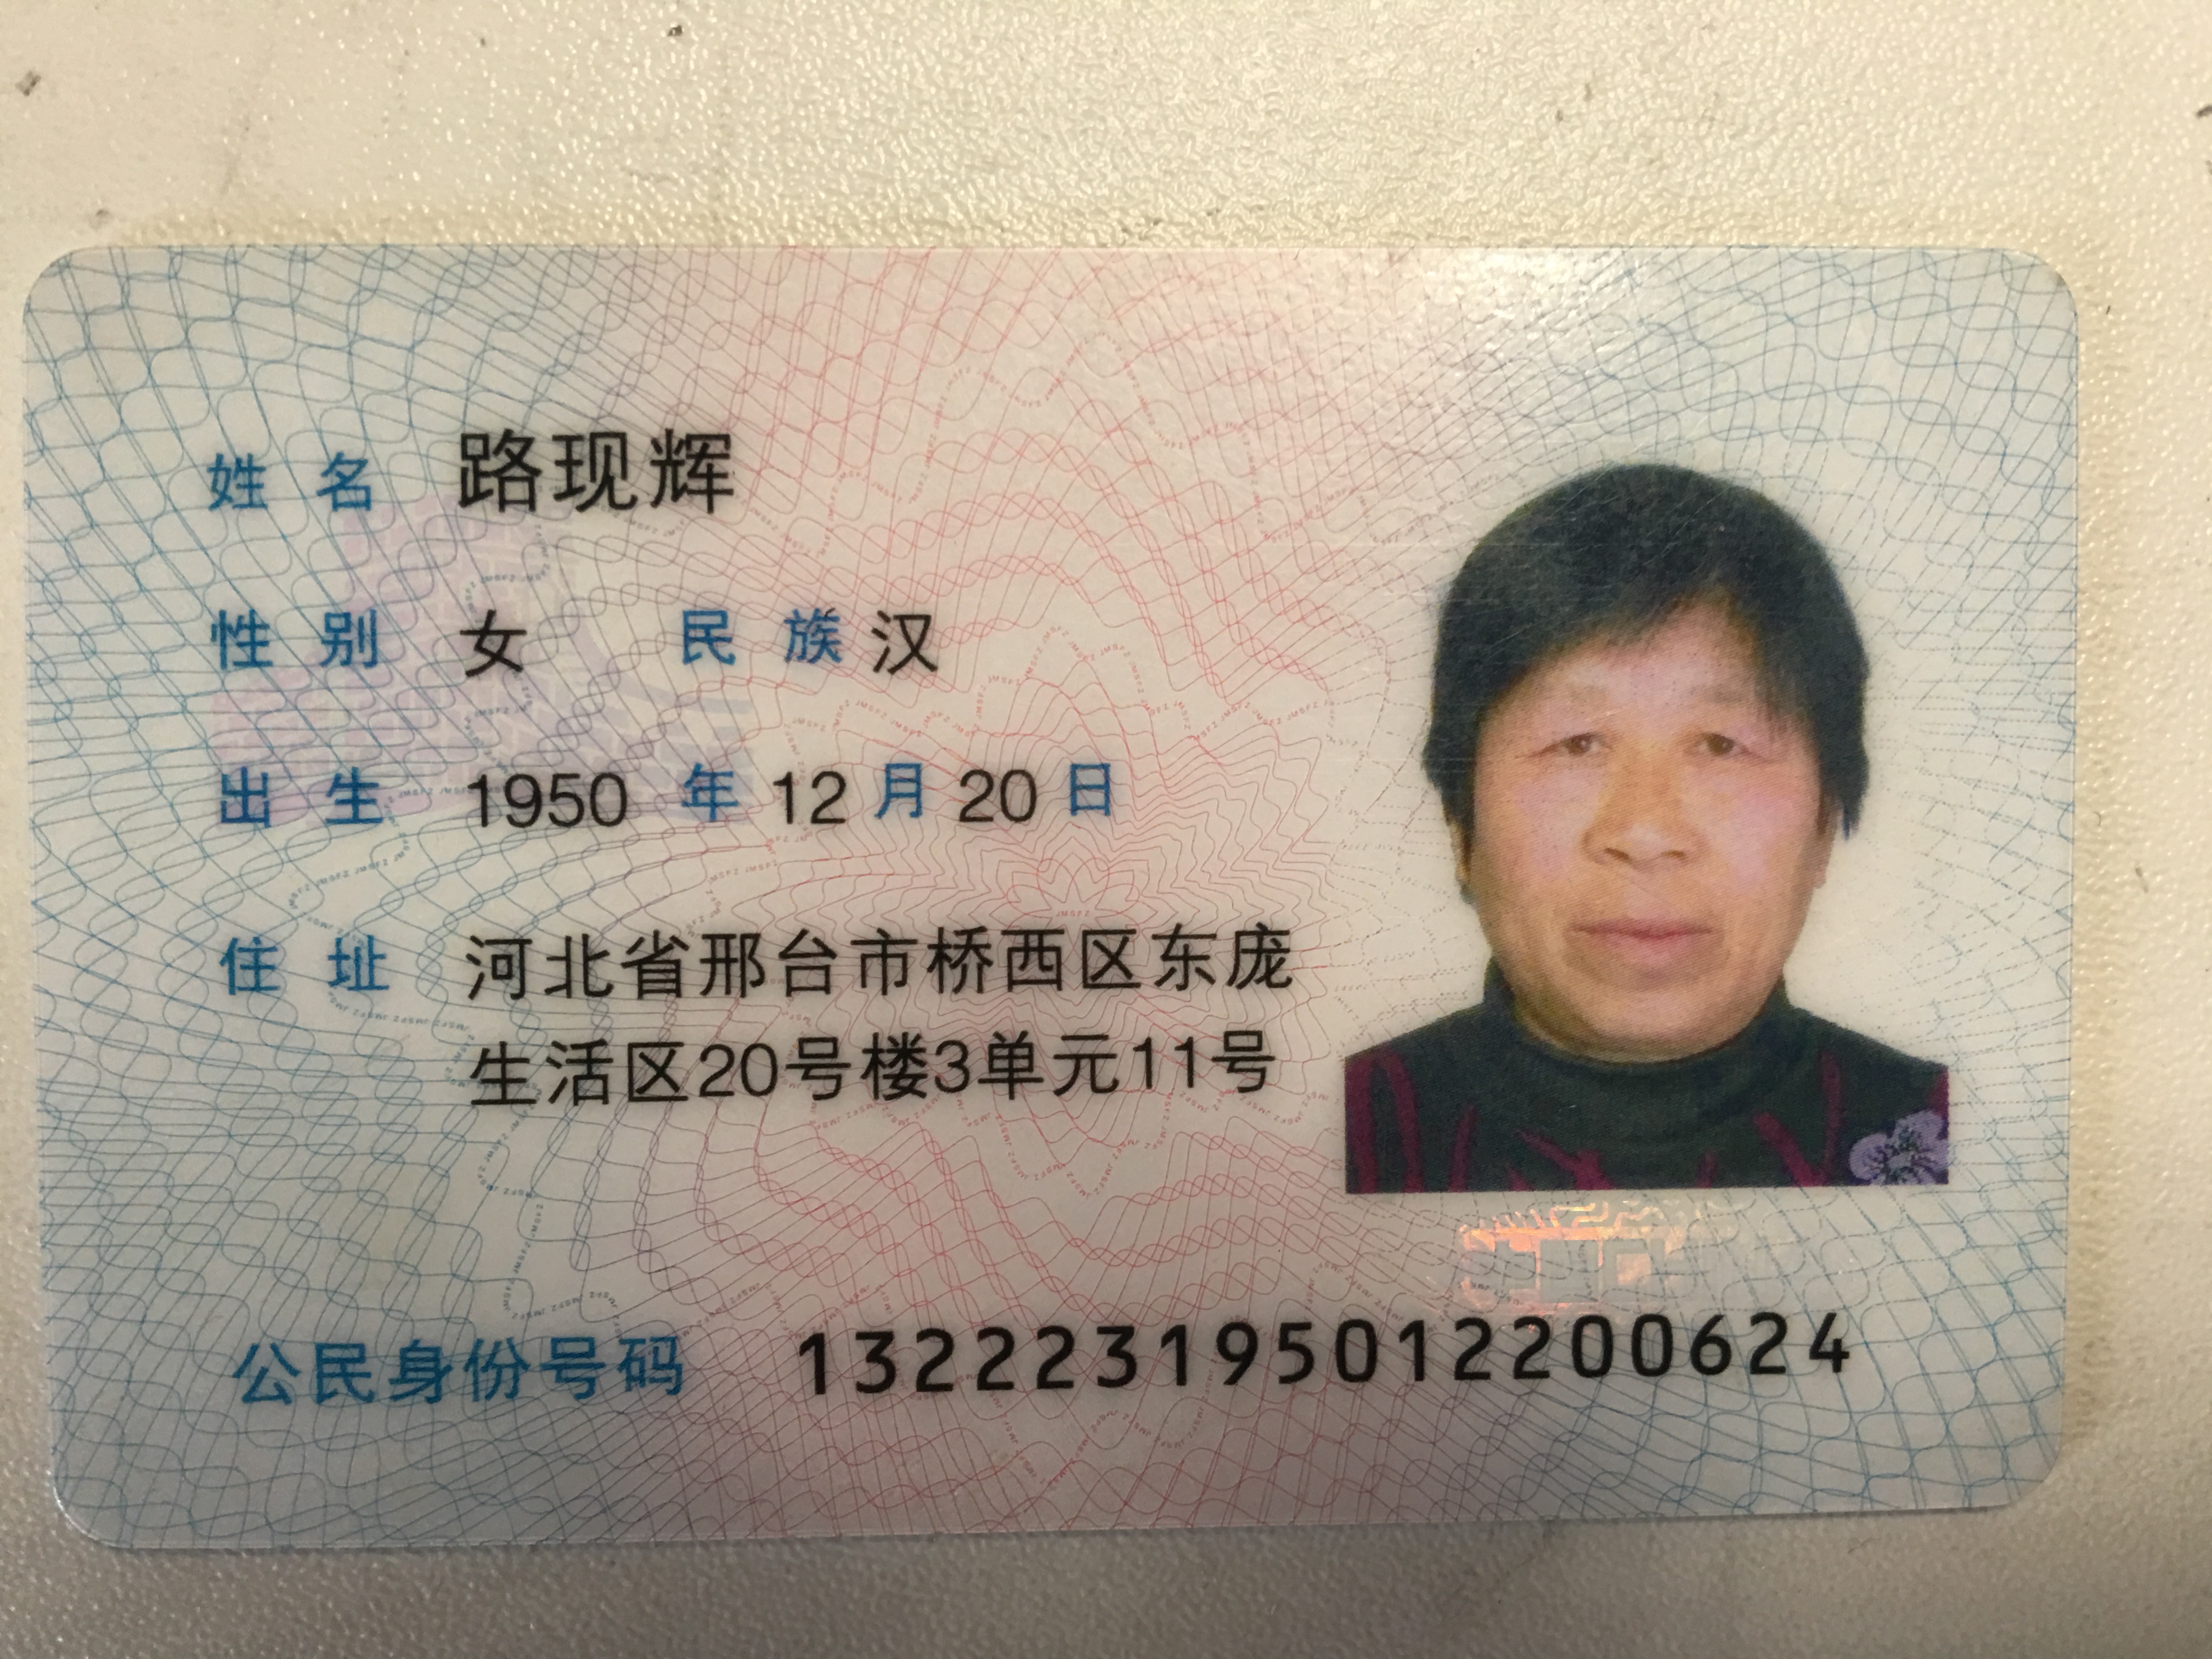 姓名 路现辉
性别 女 民族 汉
出生 1950 年 12 月 20 日
住址 河北省邢台市桥西区东庞
生活区20号楼3单元11号
公民身份号码 132223195012200624